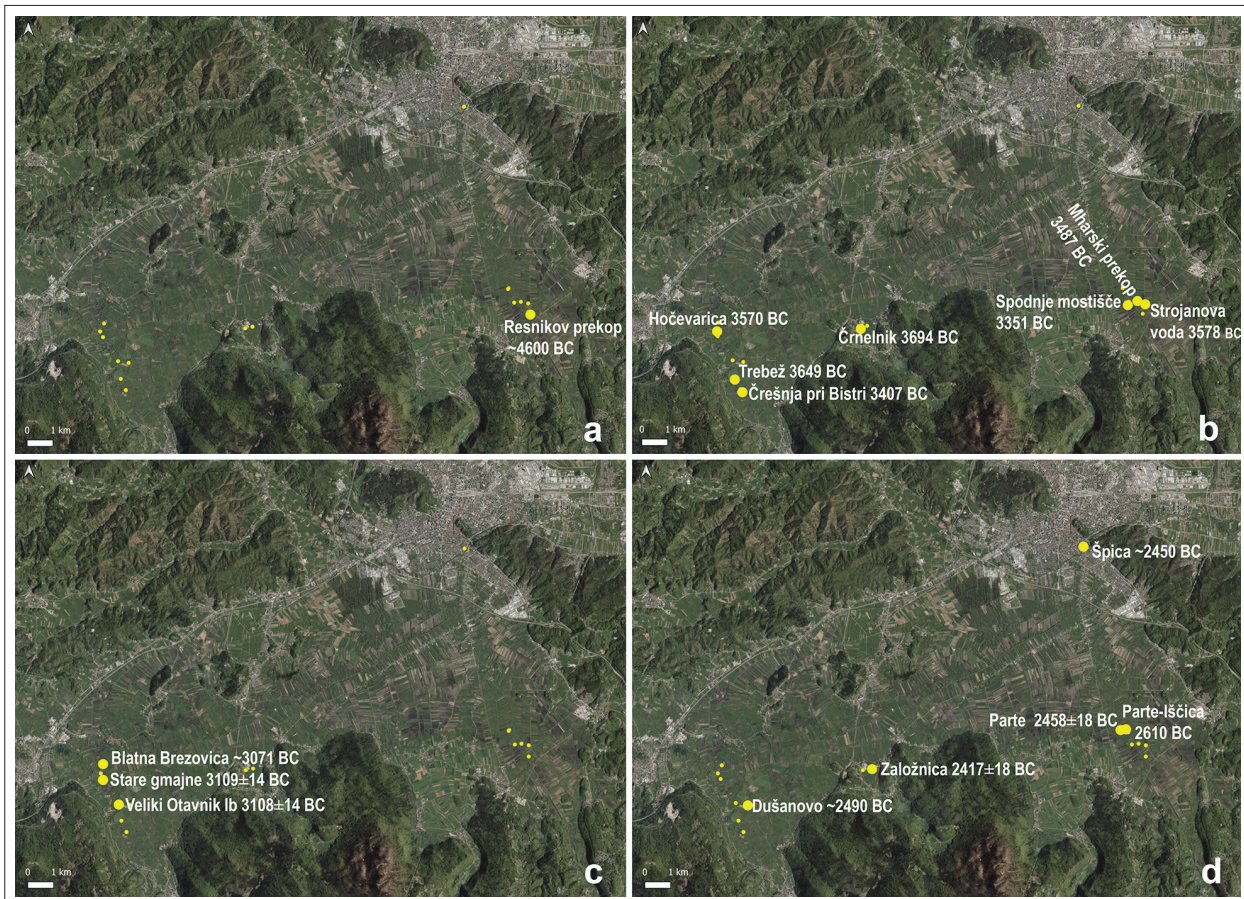 Resnikov prekop
~4600 BC
0 1 km
a
Mharski prekop
3487 BC
Spodnje mostišče
3351 BC
Strojanova
voda 3578 BC
Hočevarica 3570 BC
Črnelnik 3694 BC
Trebež 3649 BC
Črešnja pri Bistri 3407 BC
0 1 km
b
Blatna Brezovica ~3071 BC
Stare gmajne 3109±14 BC
Veliki Otavnik Ib 3108±14 BC
0 1 km
c
Špica ~2450 BC
Parte 2458±18 BC
Parte-Iščica
2610 BC
Založnica 2417±18 BC
Dušanovo ~2490 BC
0 1 km
d